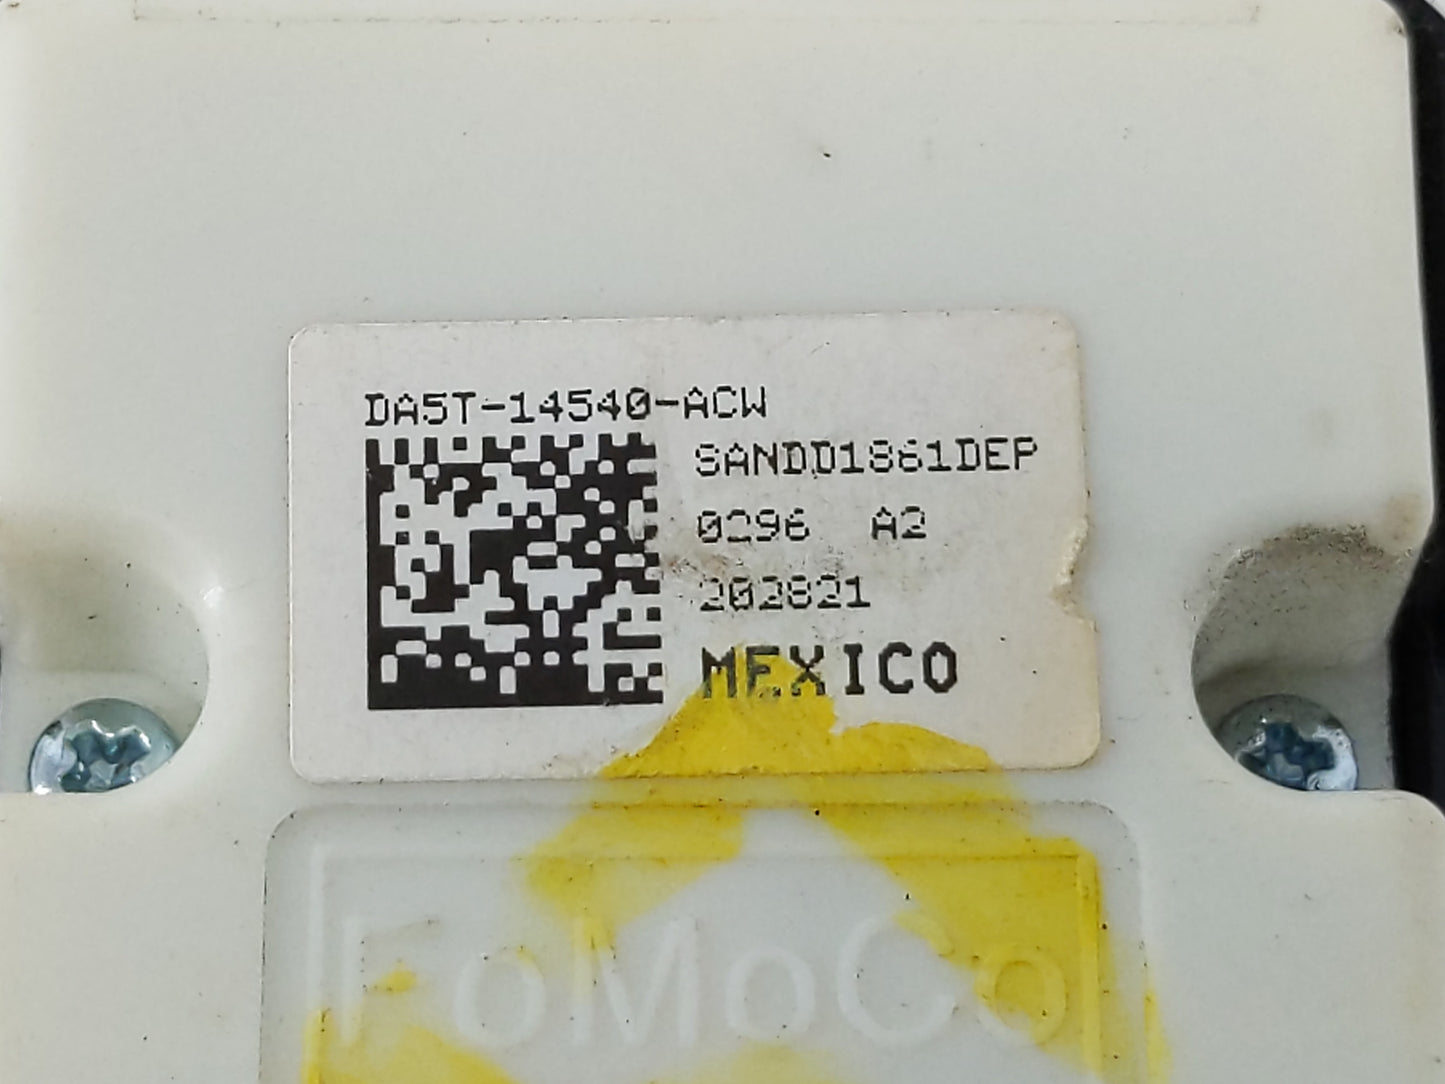 DA5T-14540-ACW
SANDD1861DEP
0296 A2
202821
MEXICO
FoMoCo